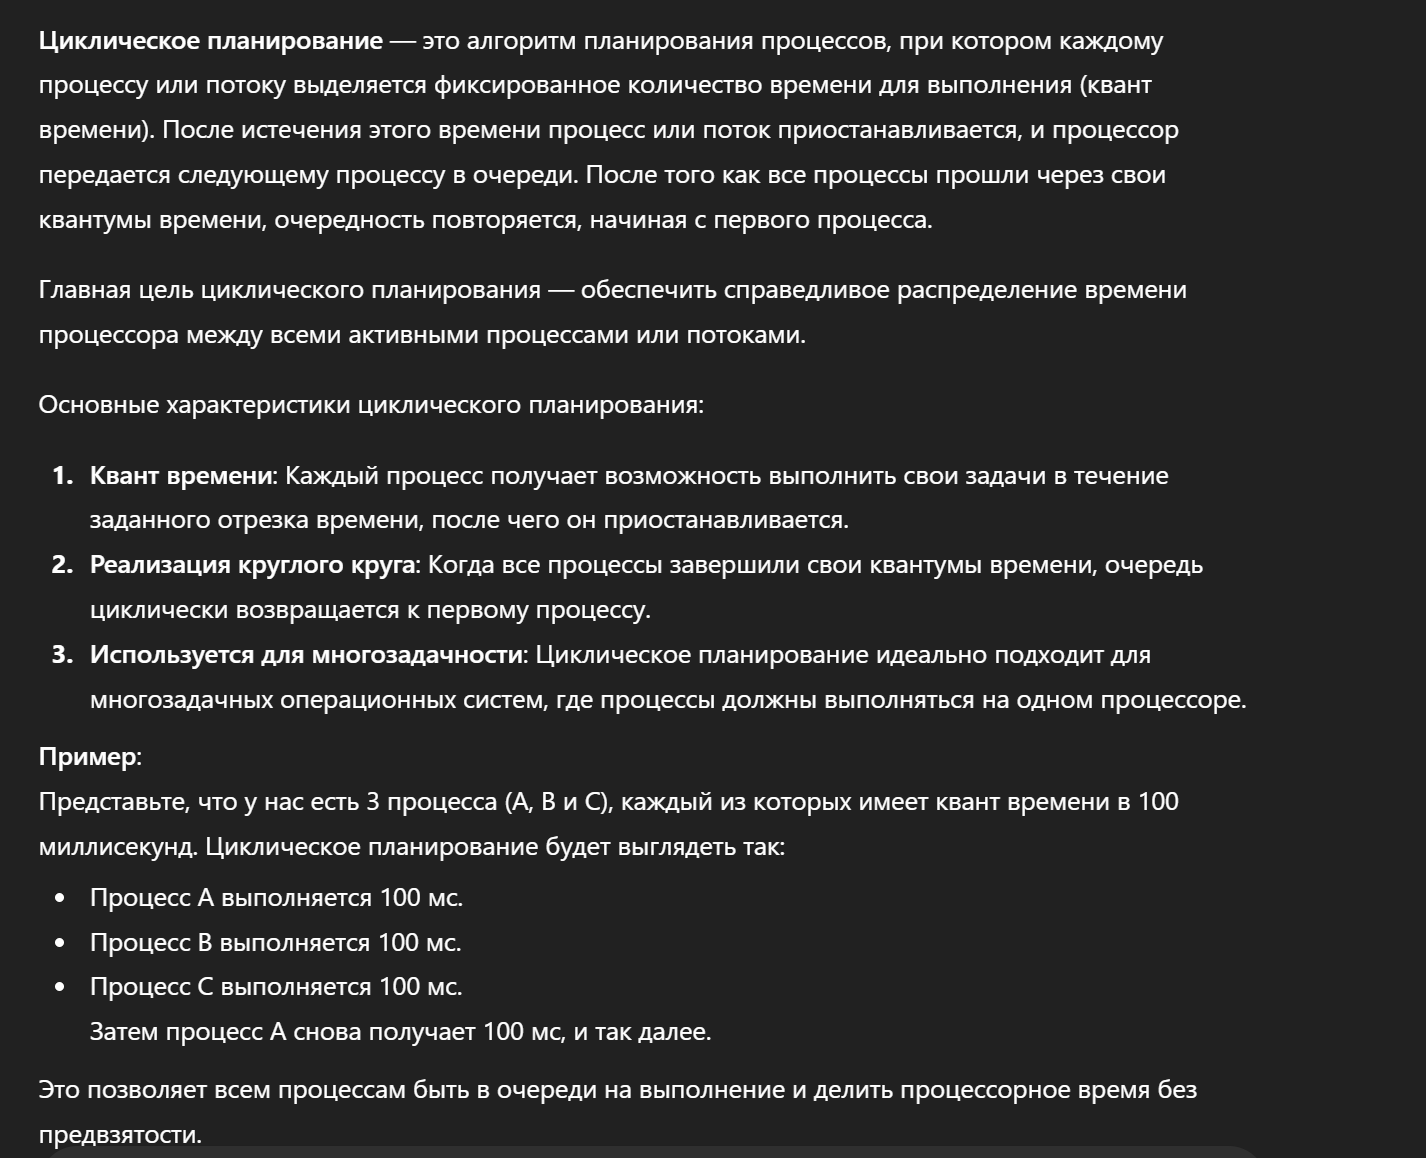 Циклическое планирование — это алгоритм планирования процессов, при котором каждому
процессу или потоку выделяется фиксированное количество времени для выполнения (квант
времени). После истечения этого времени процесс или поток приостанавливается, и процессор
передается следующему процессу в очереди. После того как все процессы прошли через свои
квантумы времени, очередность повторяется, начиная с первого процесса.
Главная цель циклического планирования — обеспечить справедливое распределение времени
процессора между всеми активными процессами или потоками.
Основные характеристики циклического планирования:
1. Квант времени: Каждый процесс получает возможность выполнить свои задачи в течение
заданного отрезка времени, после чего он приостанавливается.
2. Реализация круглого круга: Когда все процессы завершили свои квантумы времени, очередь
циклически возвращается к первому процессу.
3. Используется для многозадачности: Циклическое планирование идеально подходит для
многозадачных операционных систем, где процессы должны выполняться на одном процессоре.
Пример:
Представьте, что у нас есть 3 процесса (A, B и C), каждый из которых имеет квант времени в 100
миллисекунд. Циклическое планирование будет выглядеть так:
• Процесс A выполняется 100 мс.
• Процесс B выполняется 100 мс.
• Процесс C выполняется 100 мс.
Затем процесс A снова получает 100 мс, и так далее.
Это позволяет всем процессам быть в очереди на выполнение и делить процессорное время без
предвзятости.